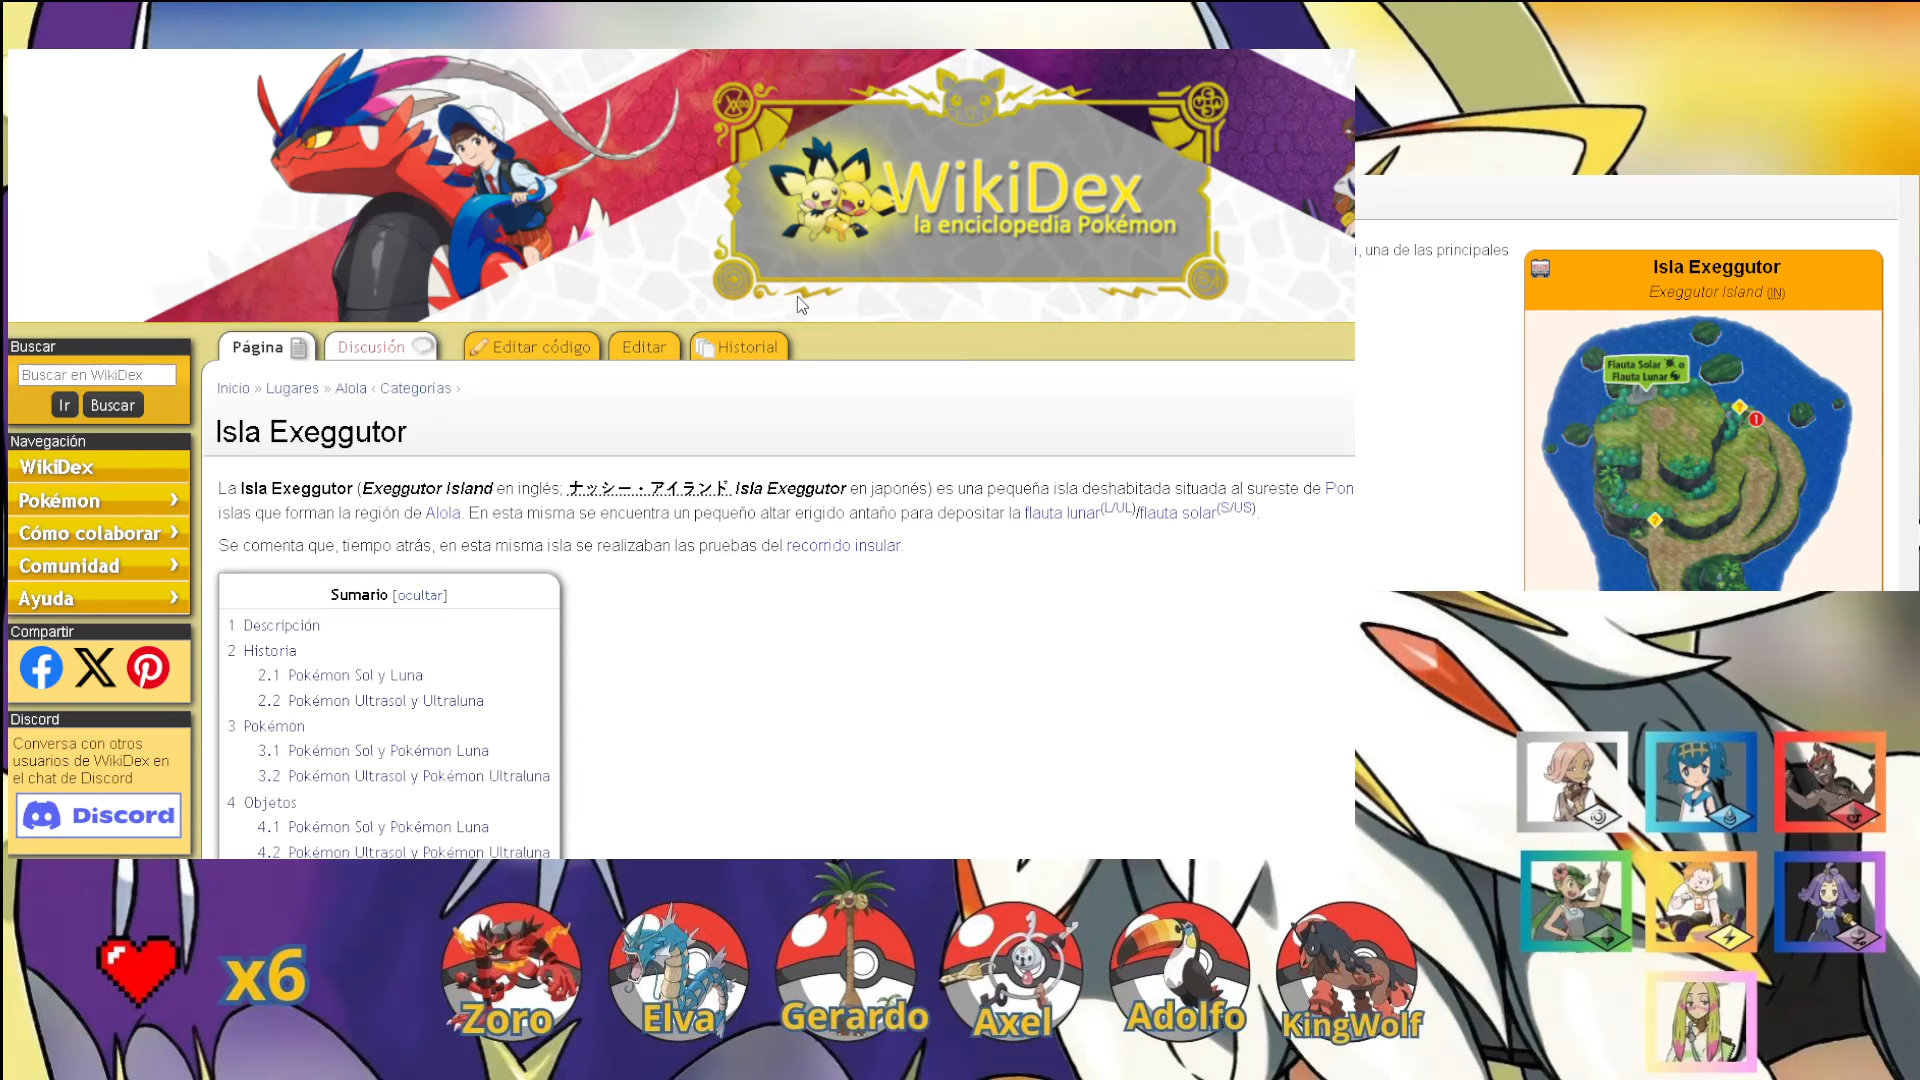 WikiDex
la enciclopedia Pokémon
Buscar
Buscar en WikiDex
Ir
Buscar
Navegación
WikiDex
Pokémon
Cómo colaborar
Comunidad
Ayuda
Compartir
Discord
Conversa con otros
usuarios de WikiDex en
el chat de Discord
Discord
Página
Discusión
Editar código
Editar
Historial
Inicio » Lugares » Alola ‹ Categorías ›
Isla Exeggutor
La Isla Exeggutor (Exeggutor Island en inglés; ナッシー・アイランド Isla Exeggutor en japonés) es una pequeña isla deshabitada situada al sureste de Pon
islas que forman la región de Alola. En esta misma se encuentra un pequeño altar erigido antaño para depositar la flauta lunar(L/UL)/flauta solar(S/US).
Se comenta que, tiempo atrás, en esta misma isla se realizaban las pruebas del recorrido insular.
Sumario [ocultar]
1 Descripción
2 Historia
2.1 Pokémon Sol y Luna
2.2 Pokémon Ultrasol y Ultraluna
3 Pokémon
3.1 Pokémon Sol y Pokémon Luna
3.2 Pokémon Ultrasol y Pokémon Ultraluna
4 Objetos
4.1 Pokémon Sol y Pokémon Luna
4.2 Pokémon Ultrasol y Pokémon Ultraluna
i, una de las principales
Isla Exeggutor
Exeggutor Island (IN)
Flauta Solar o
Flauta Lunar
1
x6
Zoro
Elva
Gerardo
Axel
Adolfo
KingWolf